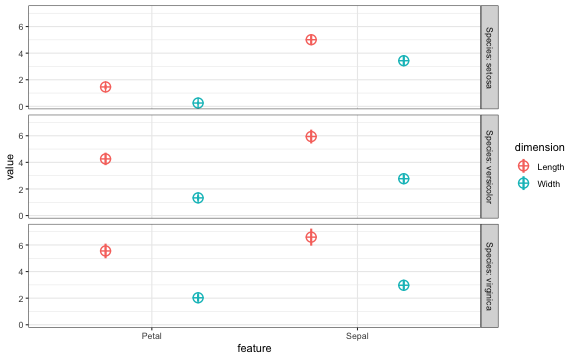 value
6
4
2
0
Species: setosa
6
4
2
0
Species: versicolor
6
4
2
0
Species: virginica
Petal
Sepal
feature
dimension
Length
Width